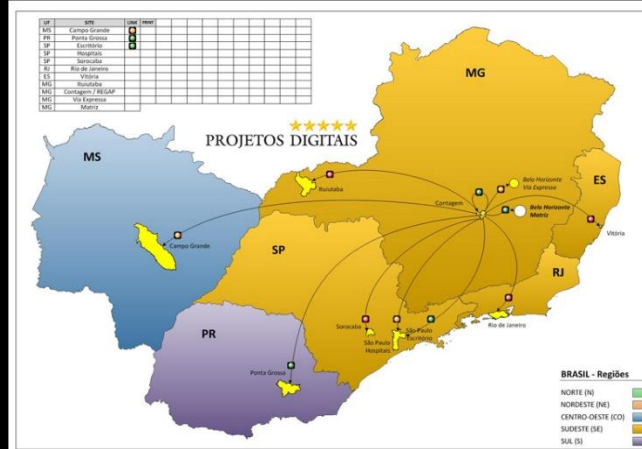 UF SITE LINK PRINT
MS Campo Grande
PR Ponta Grossa
SP Escritório
SP Hospitais
SP Sorocaba
RJ Rio de Janeiro
ES Vitória
MG Ituiutaba
MG Contagem / REGAP
MG Via Expressa
MG Matriz
PROJETOS DIGITAIS
MG
MS
Ituiutaba
Belo Horizonte
Via Expressa
ES
Contagem
Belo Horizonte
Matriz
Vitória
Campo Grande
SP
RJ
PR
Sorocaba
São Paulo
Hospitais
São Paulo
Escritório
Rio de Janeiro
Ponta Grossa
BRASIL - Regiões
NORTE (N)
NORDESTE (NE)
CENTRO-OESTE (CO)
SUDESTE (SE)
SUL (S)